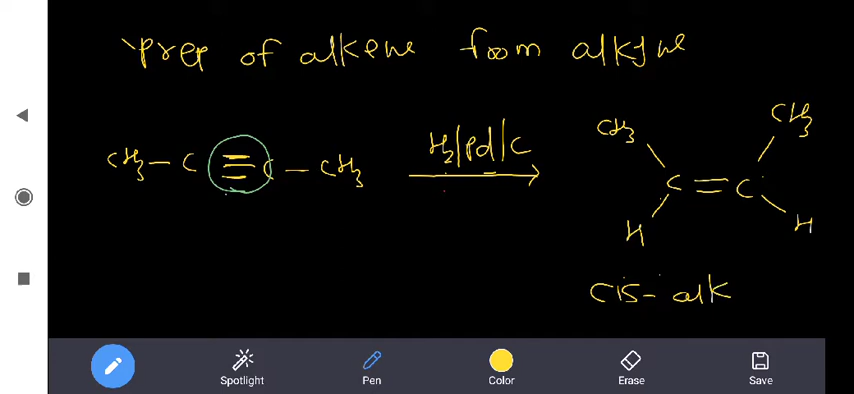 Prep of alkene from alkyne
CH3 – C ≡ C – CH3
H2/Pd/C
CH3 CH3
C = C
H H
Cis- alk
Spotlight Pen Color Erase Save